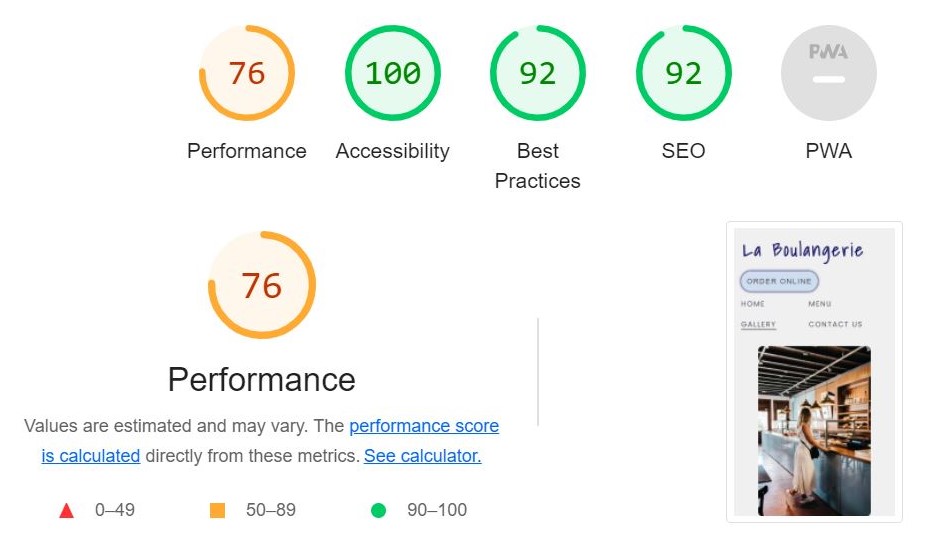 76
100
92
92
PWA
Performance
Accessibility
Best
Practices
SEO
PWA
76
Performance
Values are estimated and may vary. The performance score
is calculated directly from these metrics. See calculator.
0–49
50–89
90–100
La Boulangerie
ORDER ONLINE
HOME
MENU
GALLERY
CONTACT US